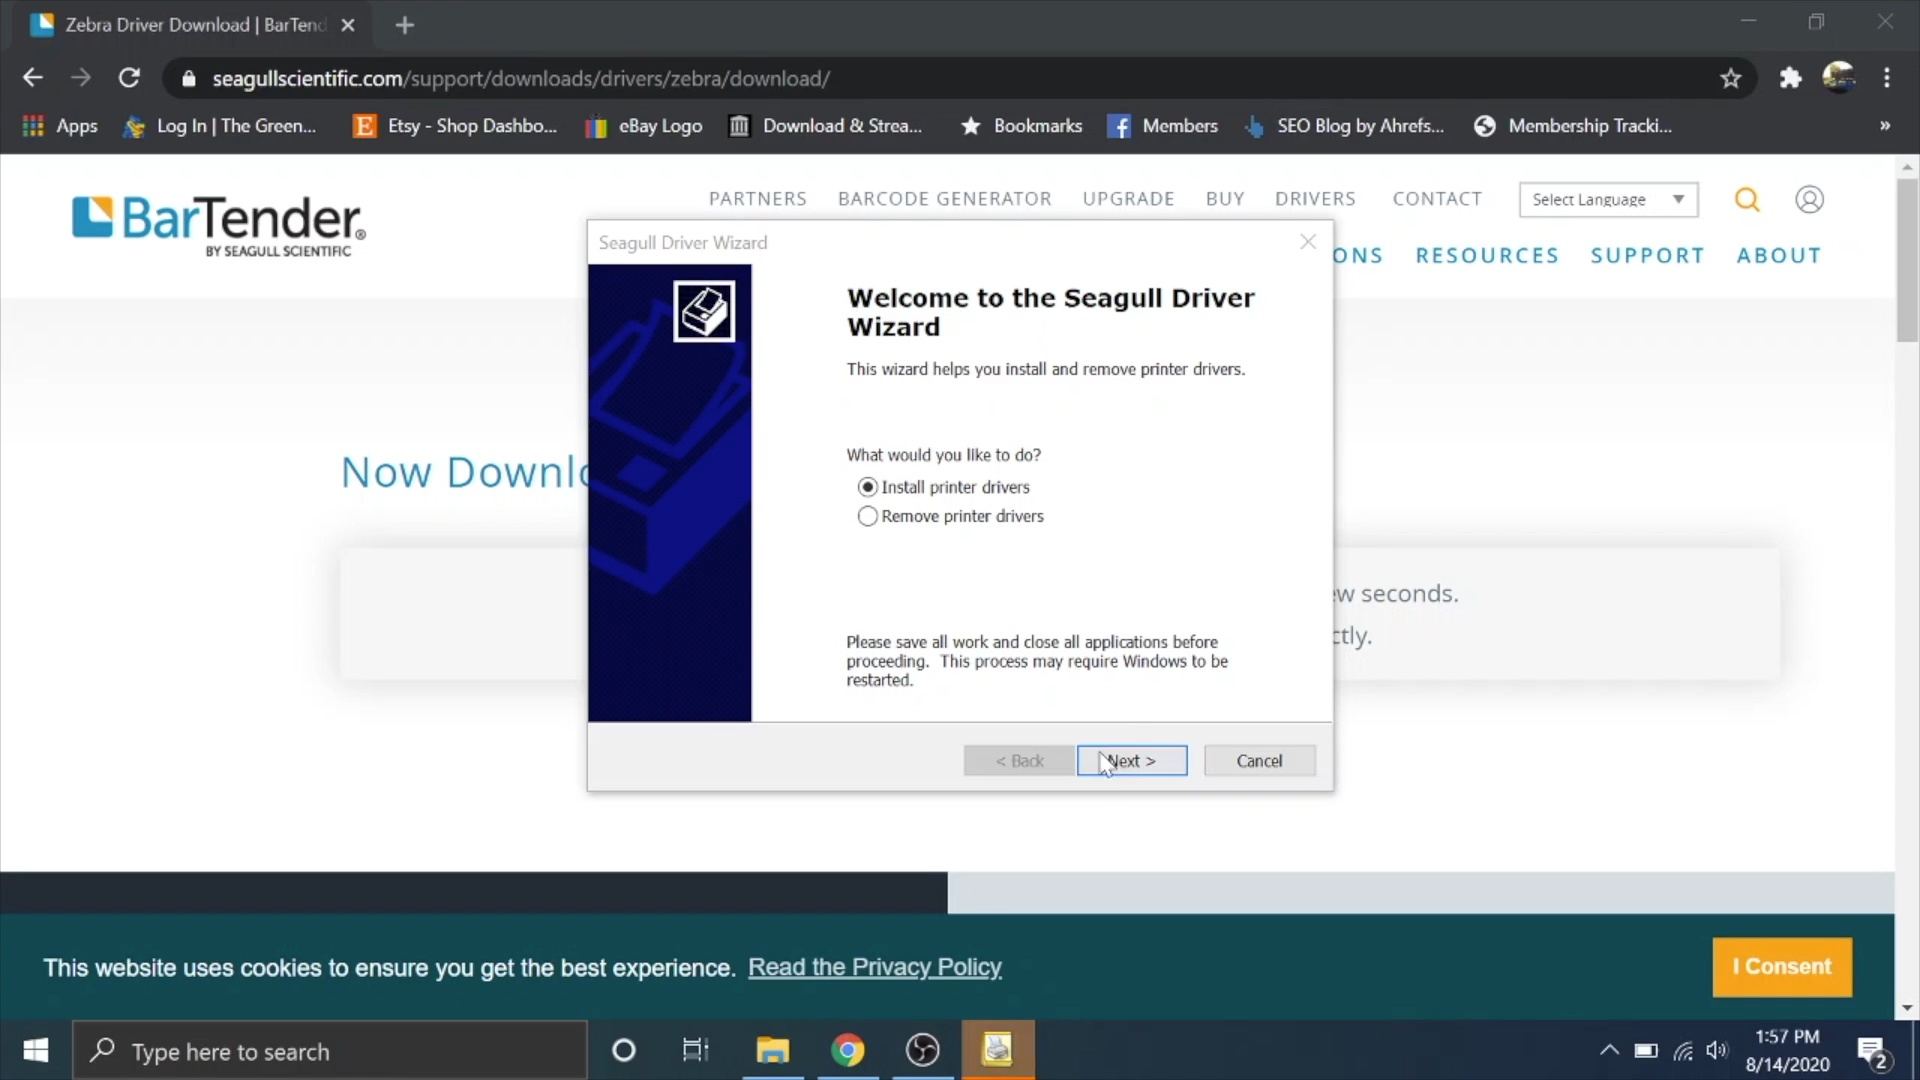 Zebra Driver Download | BarTend
seagullscientific.com/support/downloads/drivers/zebra/download/
Apps Log In | The Green... Etsy - Shop Dashbo... eBay Logo Download & Strea... Bookmarks Members SEO Blog by Ahrefs... Membership Tracki... »
PARTNERS BARCODE GENERATOR UPGRADE BUY DRIVERS CONTACT Select Language
BarTender®
BY SEAGULL SCIENTIFIC
ONS RESOURCES SUPPORT ABOUT
Seagull Driver Wizard
Welcome to the Seagull Driver
Wizard
This wizard helps you install and remove printer drivers.
What would you like to do?
Now Downlo
Install printer drivers
Remove printer drivers
ew seconds.
ctly.
Please save all work and close all applications before
proceeding. This process may require Windows to be
restarted.
< Back Next > Cancel
This website uses cookies to ensure you get the best experience. Read the Privacy Policy
I Consent
Type here to search
1:57 PM
8/14/2020
2